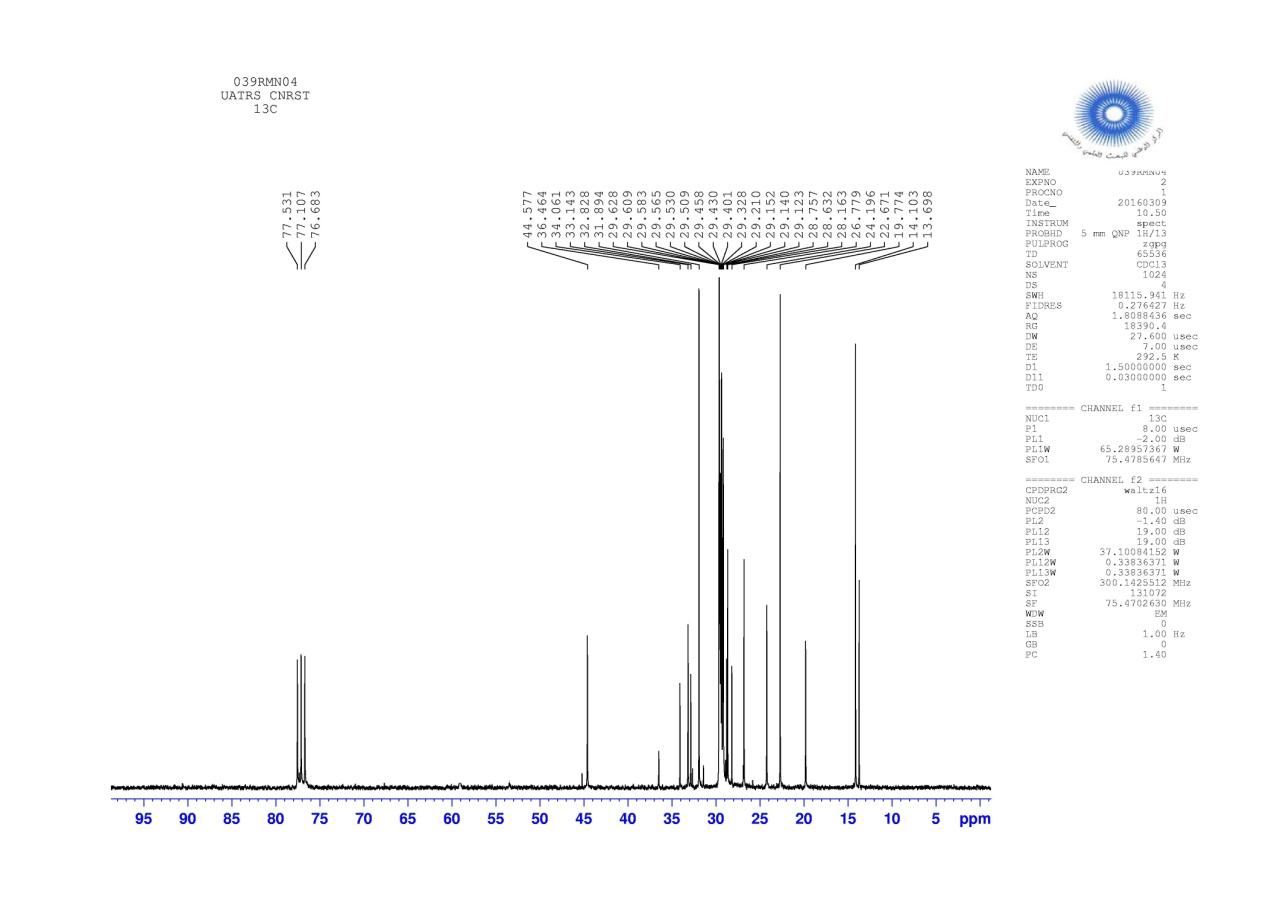 039RMN04
UATRS CNRST
13C
77.531
77.107
76.683
44.577
36.464
34.061
33.143
32.828
31.894
29.628
29.609
29.583
29.565
29.530
29.509
29.458
29.430
29.401
29.328
29.210
29.152
29.140
29.123
28.757
28.632
28.163
26.779
24.196
22.671
19.774
14.103
13.698
95 90 85 80 75 70 65 60 55 50 45 40 35 30 25 20 15 10 5 ppm
المركز الوطني للبحث العلمي والتقني
NAME 039RMN04
EXPNO 2
PROCNO 1
Date_ 20160309
Time 10.50
INSTRUM spect
PROBHD 5 mm QNP 1H/13
PULPROG zgpg
TD 65536
SOLVENT CDCl3
NS 1024
DS 4
SWH 18115.941 Hz
FIDRES 0.276427 Hz
AQ 1.8088436 sec
RG 18390.4
DW 27.600 usec
DE 7.00 usec
TE 292.5 K
D1 1.50000000 sec
D11 0.03000000 sec
TD0 1
======== CHANNEL f1 ========
NUC1 13C
P1 8.00 usec
PL1 -2.00 dB
PL1W 65.28957367 W
SFO1 75.4785647 MHz
======== CHANNEL f2 ========
CPDPRG2 waltz16
NUC2 1H
PCPD2 80.00 usec
PL2 -1.40 dB
PL12 19.00 dB
PL13 19.00 dB
PL2W 37.10084152 W
PL12W 0.33836371 W
PL13W 0.33836371 W
SFO2 300.1425512 MHz
SI 131072
SF 75.4702630 MHz
WDW EM
SSB 0
LB 1.00 Hz
GB 0
PC 1.40